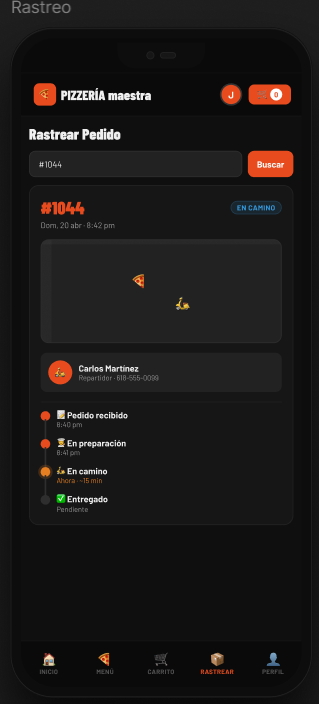 Rastreo
PIZZERÍA maestra
J
0
Rastrear Pedido
#1044
Buscar
#1044
EN CAMINO
Dom, 20 abr · 8:42 pm
Carlos Martínez
Repartidor · 618-555-0099
Pedido recibido
8:40 pm
En preparación
8:41 pm
En camino
Ahora · ~15 min
Entregado
Pendiente
INICIO
MENÚ
CARRITO
RASTREAR
PERFIL